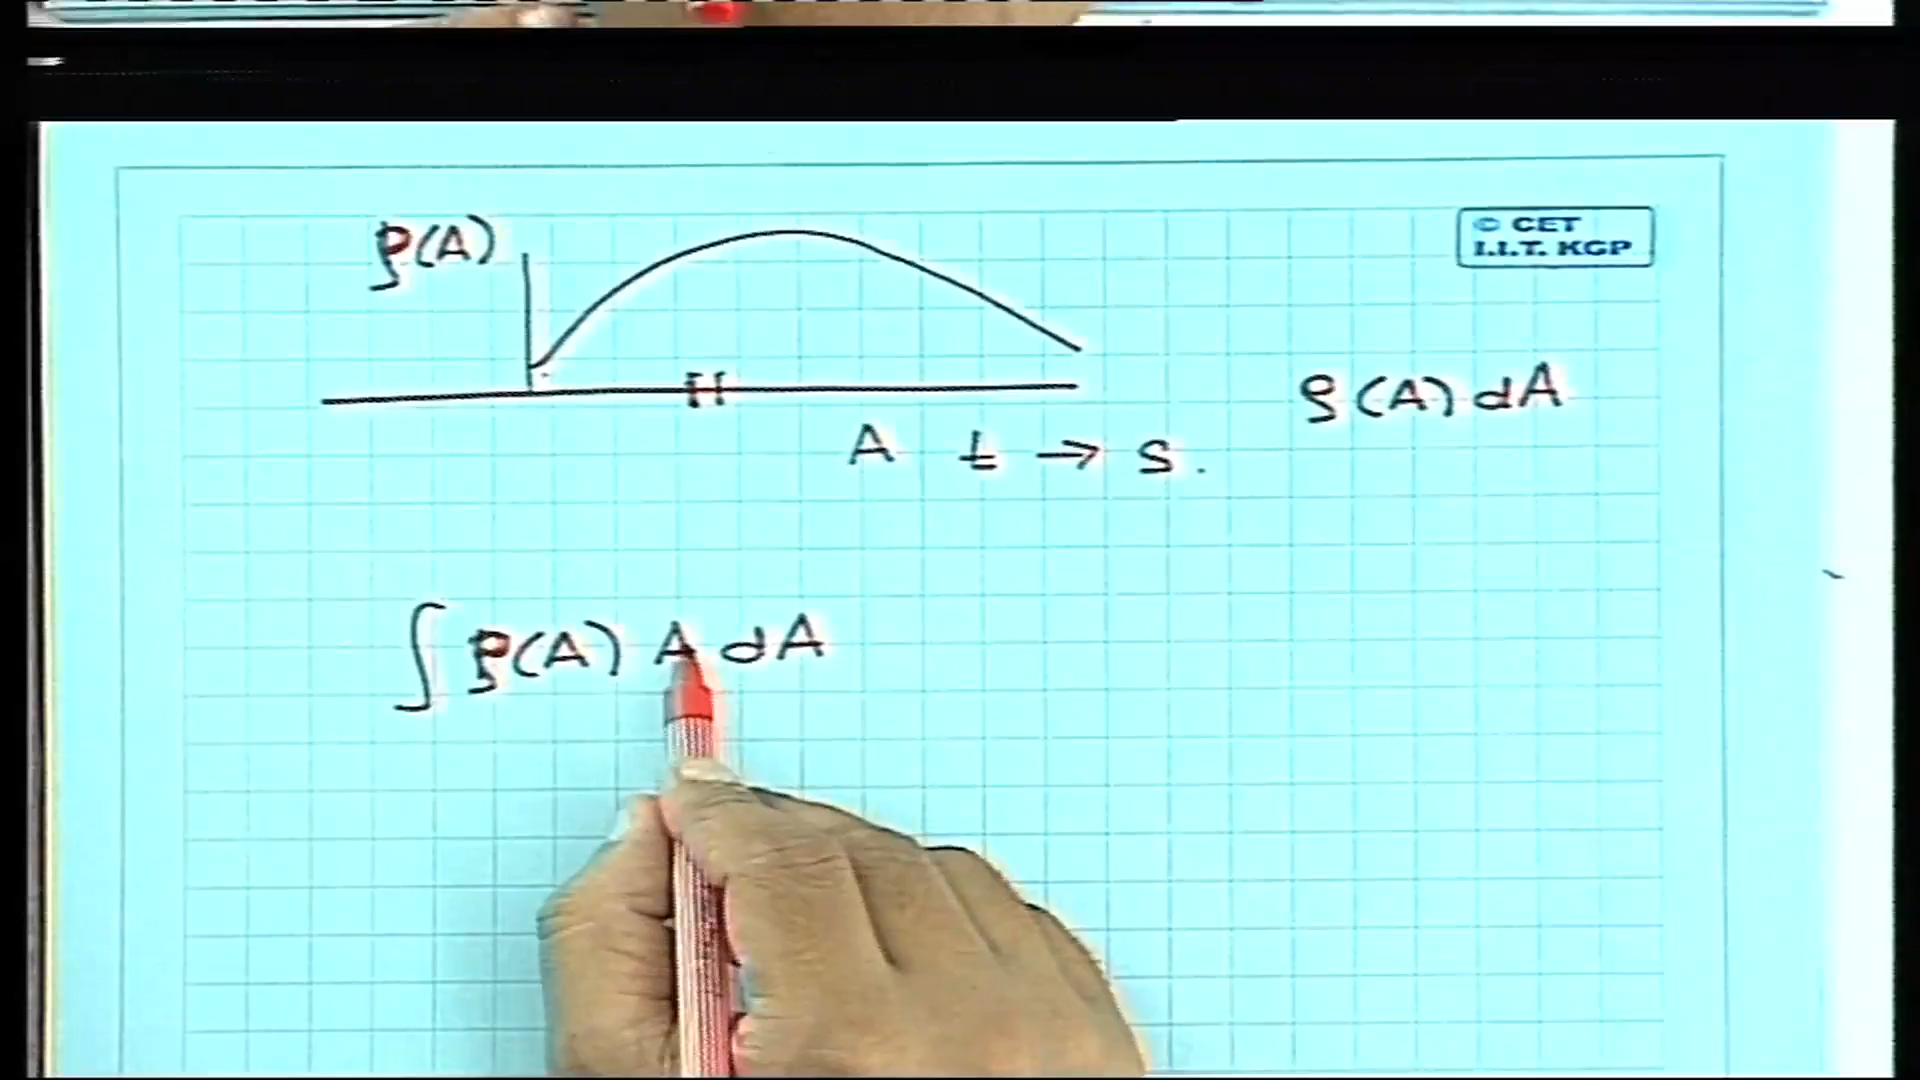 ρ(A)
© CET
I.I.T. KGP
ρ(A) dA
A t → s.
∫ρ(A) A dA